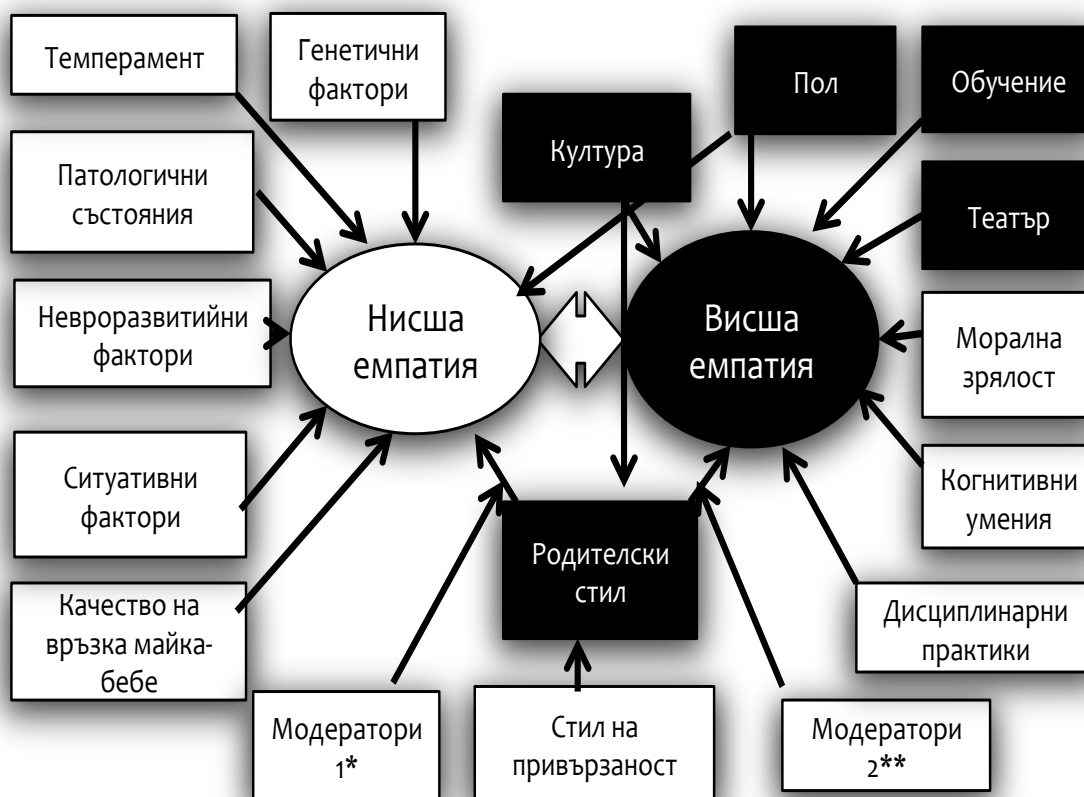 Темперамент
Генетични
фактори
Пол
Обучение
Култура
Патологични
състояния
Театър
Невроразвитийни
фактори
Нисша
емпатия
Висша
емпатия
Морална
зрялост
Ситуативни
фактори
Когнитивни
умения
Родителски
стил
Качество на
връзка майка-
бебе
Дисциплинарни
практики
Модератори
1*
Стил на
привързаност
Модератори
2**